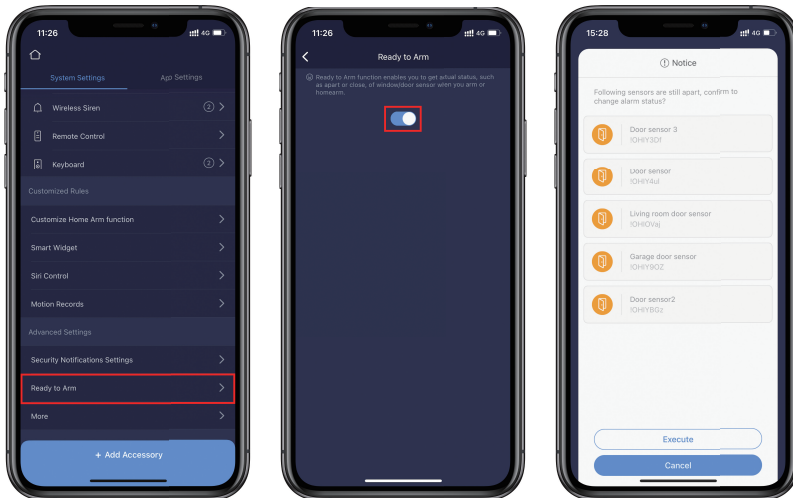 11:26
4G
System Settings
App Settings
Wireless Siren
2
Remote Control
Keyboard
2
Customized Rules
Customize Home Arm function
Smart Widget
Siri Control
Motion Records
Advanced Settings
Security Notifications Settings
Ready to Arm
More
+ Add Accessory
11:26
4G
Ready to Arm
Ready to Arm function enables you to get actual status, such
as apart or close, of window/door sensor when you arm or
homearm.
15:28
4G
Notice
Following sensors are still apart, confirm to
change alarm status?
Door sensor 3
!OHIY3Df
Door sensor
!OHIY4ul
Living room door sensor
!OHIOVaj
Garage door sensor
!OHIY9OZ
Door sensor2
!OHIYBGz
Execute
Cancel